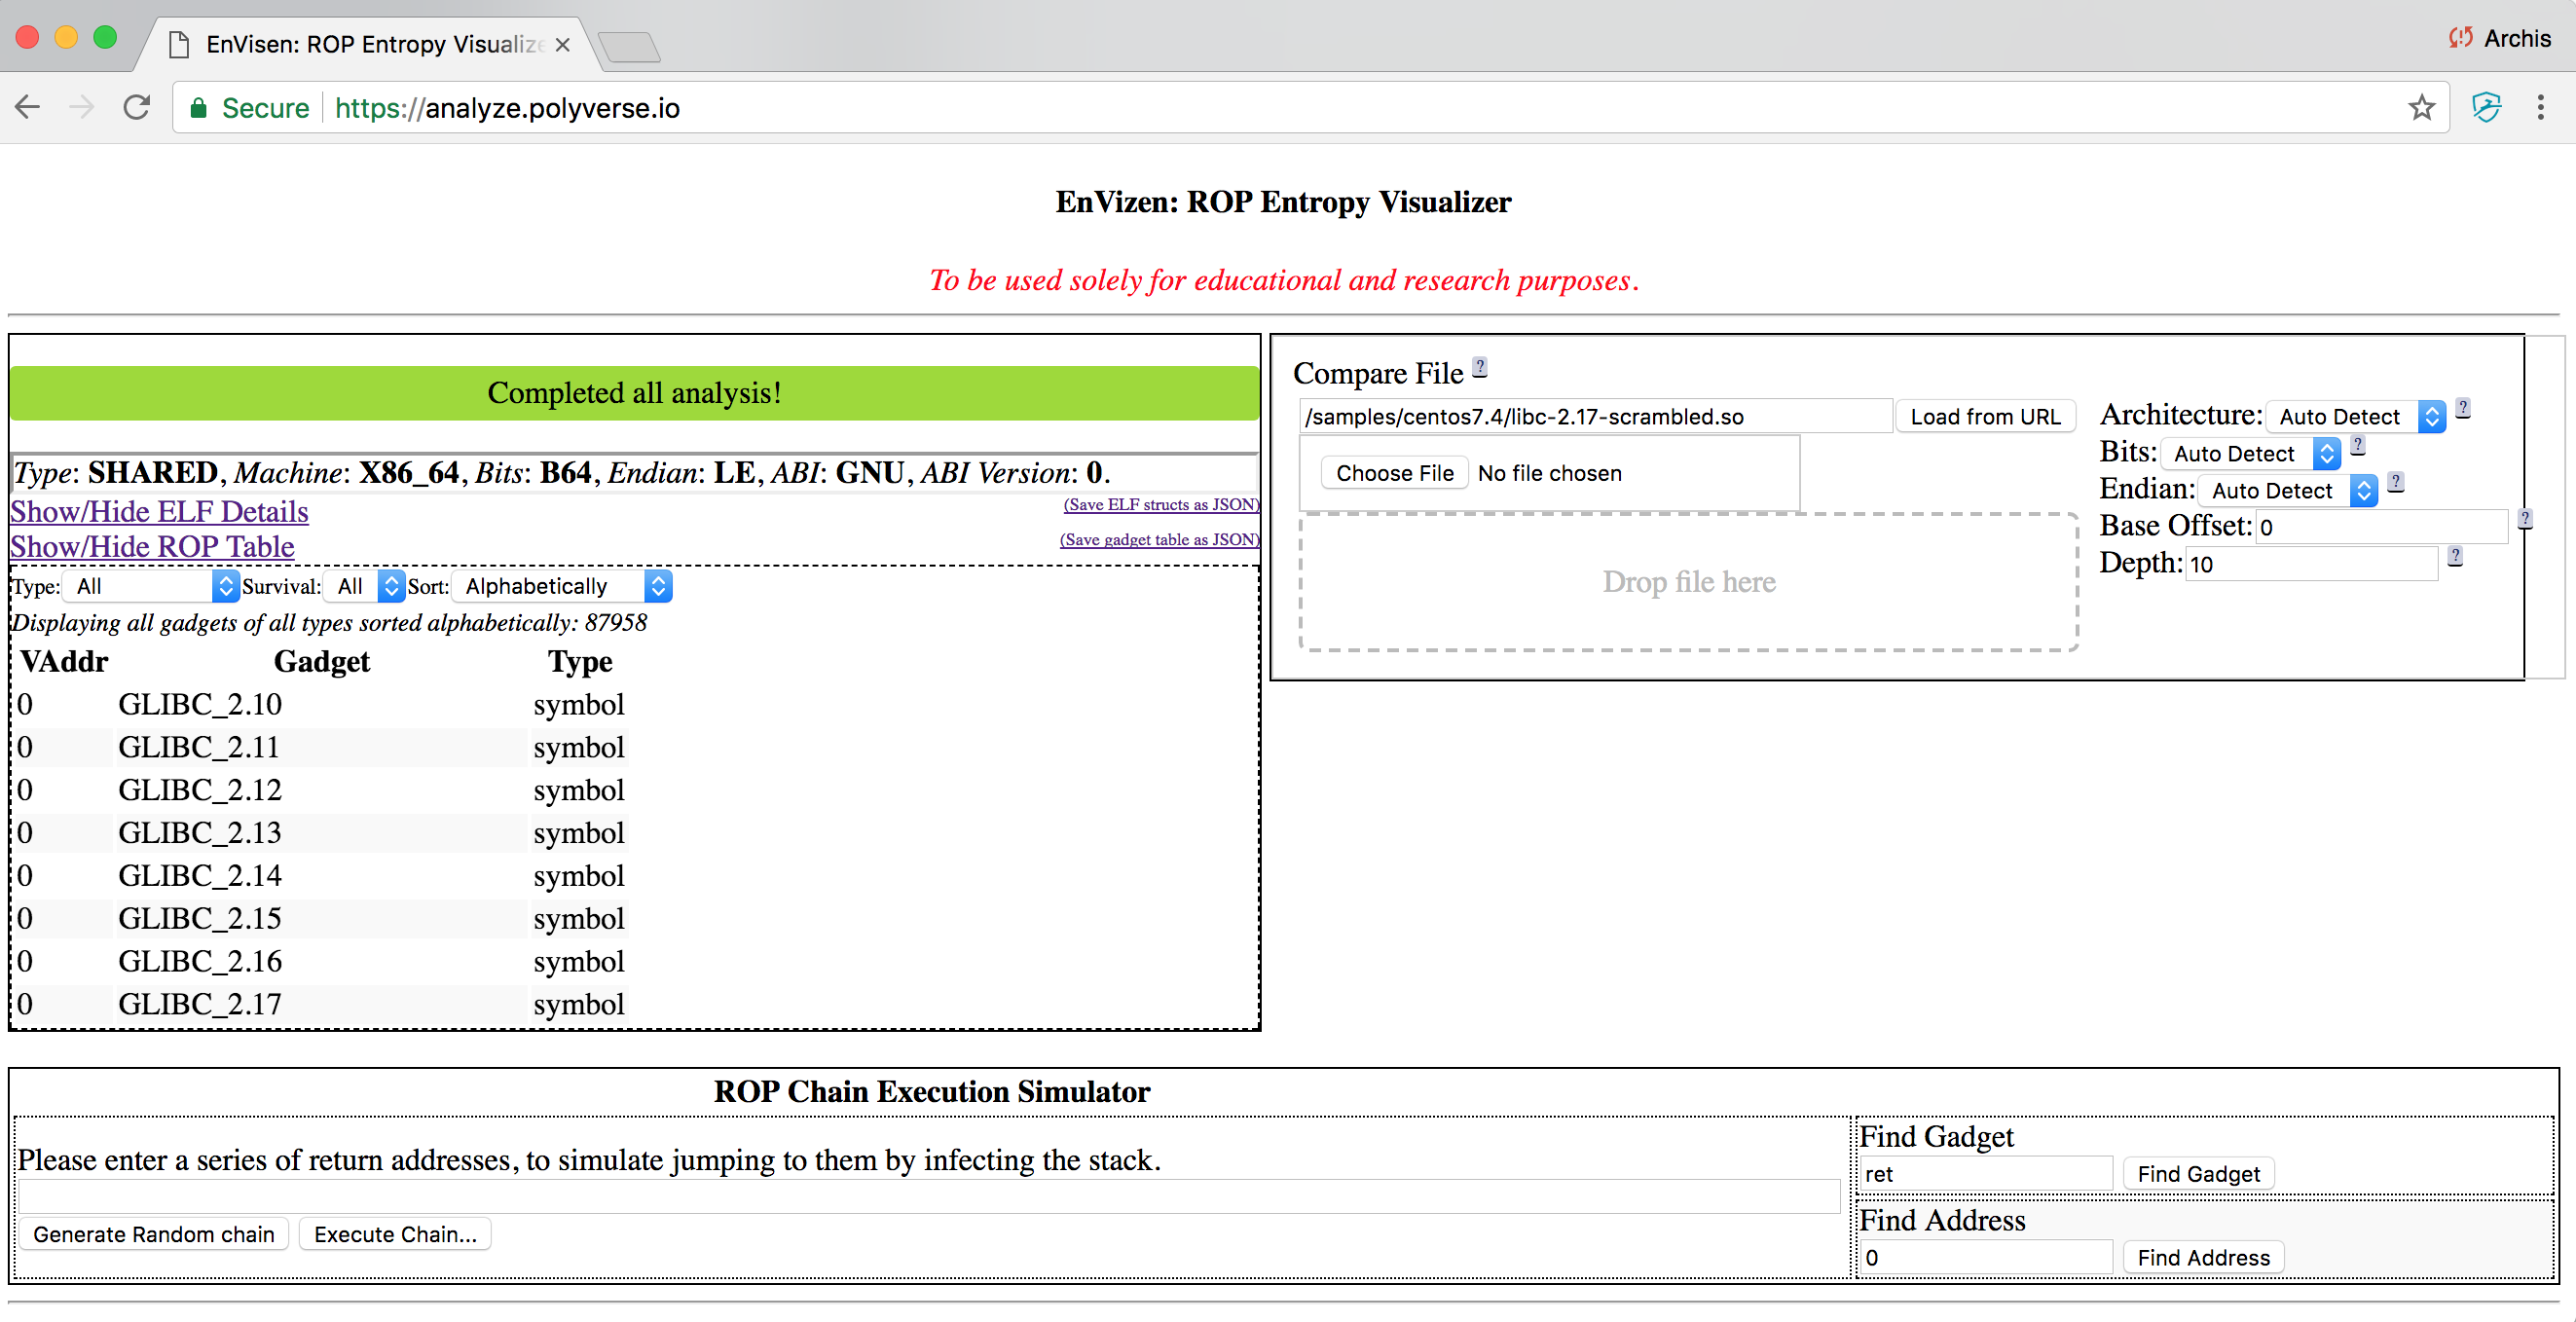 EnVisen: ROP Entropy Visualize
Archis
Secure https://analyze.polyverse.io
EnVizen: ROP Entropy Visualizer
To be used solely for educational and research purposes.
Completed all analysis!
Type: SHARED, Machine: X86_64, Bits: B64, Endian: LE, ABI: GNU, ABI Version: 0.
Show/Hide ELF Details (Save ELF structs as JSON)
Show/Hide ROP Table (Save gadget table as JSON)
Type: All Survival: All Sort: Alphabetically
Displaying all gadgets of all types sorted alphabetically: 87958
VAddr Gadget Type
0 GLIBC_2.10 symbol
0 GLIBC_2.11 symbol
0 GLIBC_2.12 symbol
0 GLIBC_2.13 symbol
0 GLIBC_2.14 symbol
0 GLIBC_2.15 symbol
0 GLIBC_2.16 symbol
0 GLIBC_2.17 symbol
Compare File ?
/samples/centos7.4/libc-2.17-scrambled.so Load from URL
Choose File No file chosen
Drop file here
Architecture: Auto Detect ?
Bits: Auto Detect ?
Endian: Auto Detect ?
Base Offset: 0 ?
Depth: 10 ?
ROP Chain Execution Simulator
Please enter a series of return addresses, to simulate jumping to them by infecting the stack.
Generate Random chain Execute Chain...
Find Gadget
ret Find Gadget
Find Address
0 Find Address